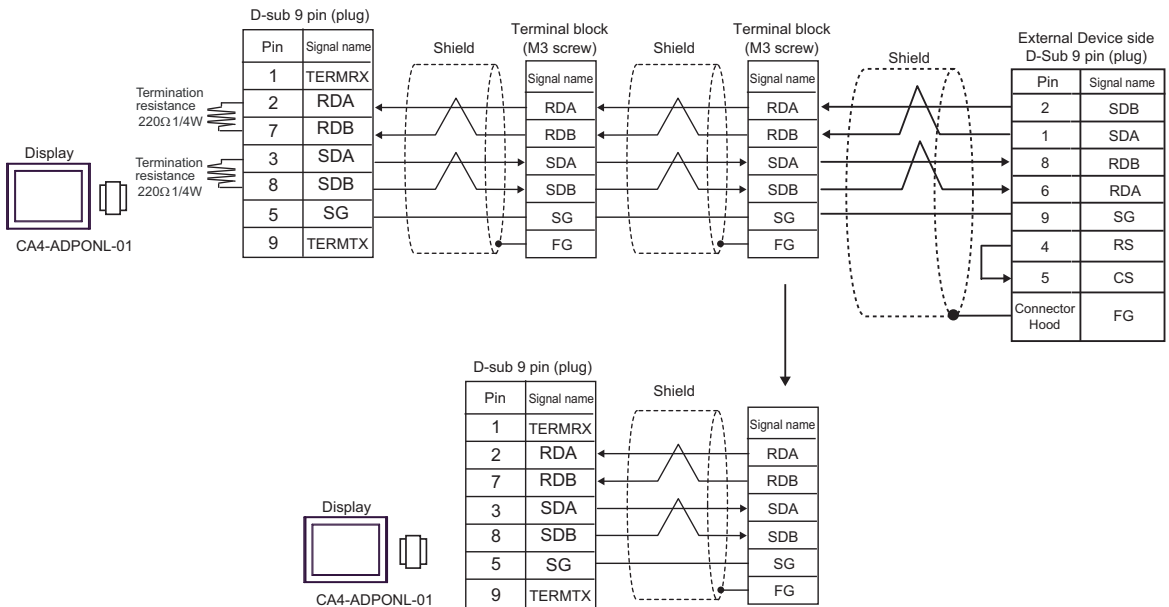 D-sub 9 pin (plug)
Pin Signal name
1 TERMRX
2 RDA
7 RDB
3 SDA
8 SDB
5 SG
9 TERMTX
Termination
resistance
220Ω 1/4W
Termination
resistance
220Ω 1/4W
Display
CA4-ADPONL-01
Shield
Terminal block
(M3 screw)
Signal name
RDA
RDB
SDA
SDB
SG
FG
Shield
Terminal block
(M3 screw)
Signal name
RDA
RDB
SDA
SDB
SG
FG
Shield
External Device side
D-Sub 9 pin (plug)
Pin Signal name
2 SDB
1 SDA
8 RDB
6 RDA
9 SG
4 RS
5 CS
Connector
Hood FG
D-sub 9 pin (plug)
Pin Signal name
1 TERMRX
2 RDA
7 RDB
3 SDA
8 SDB
5 SG
9 TERMTX
Display
CA4-ADPONL-01
Shield
Signal name
RDA
RDB
SDA
SDB
SG
FG